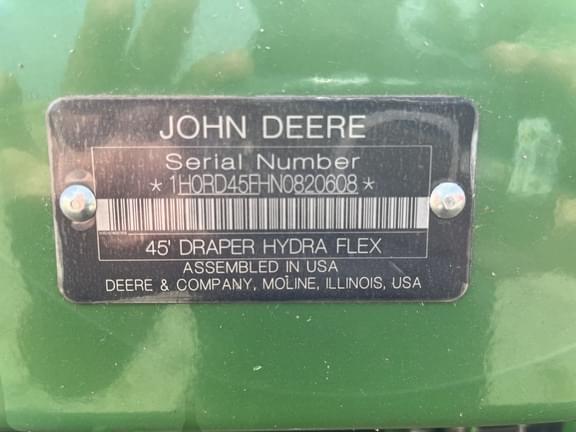 JOHN DEERE
Serial Number
*1H0RD45FHN0820608*
45' DRAPER HYDRA FLEX
ASSEMBLED IN USA
DEERE & COMPANY, MOLINE, ILLINOIS, USA